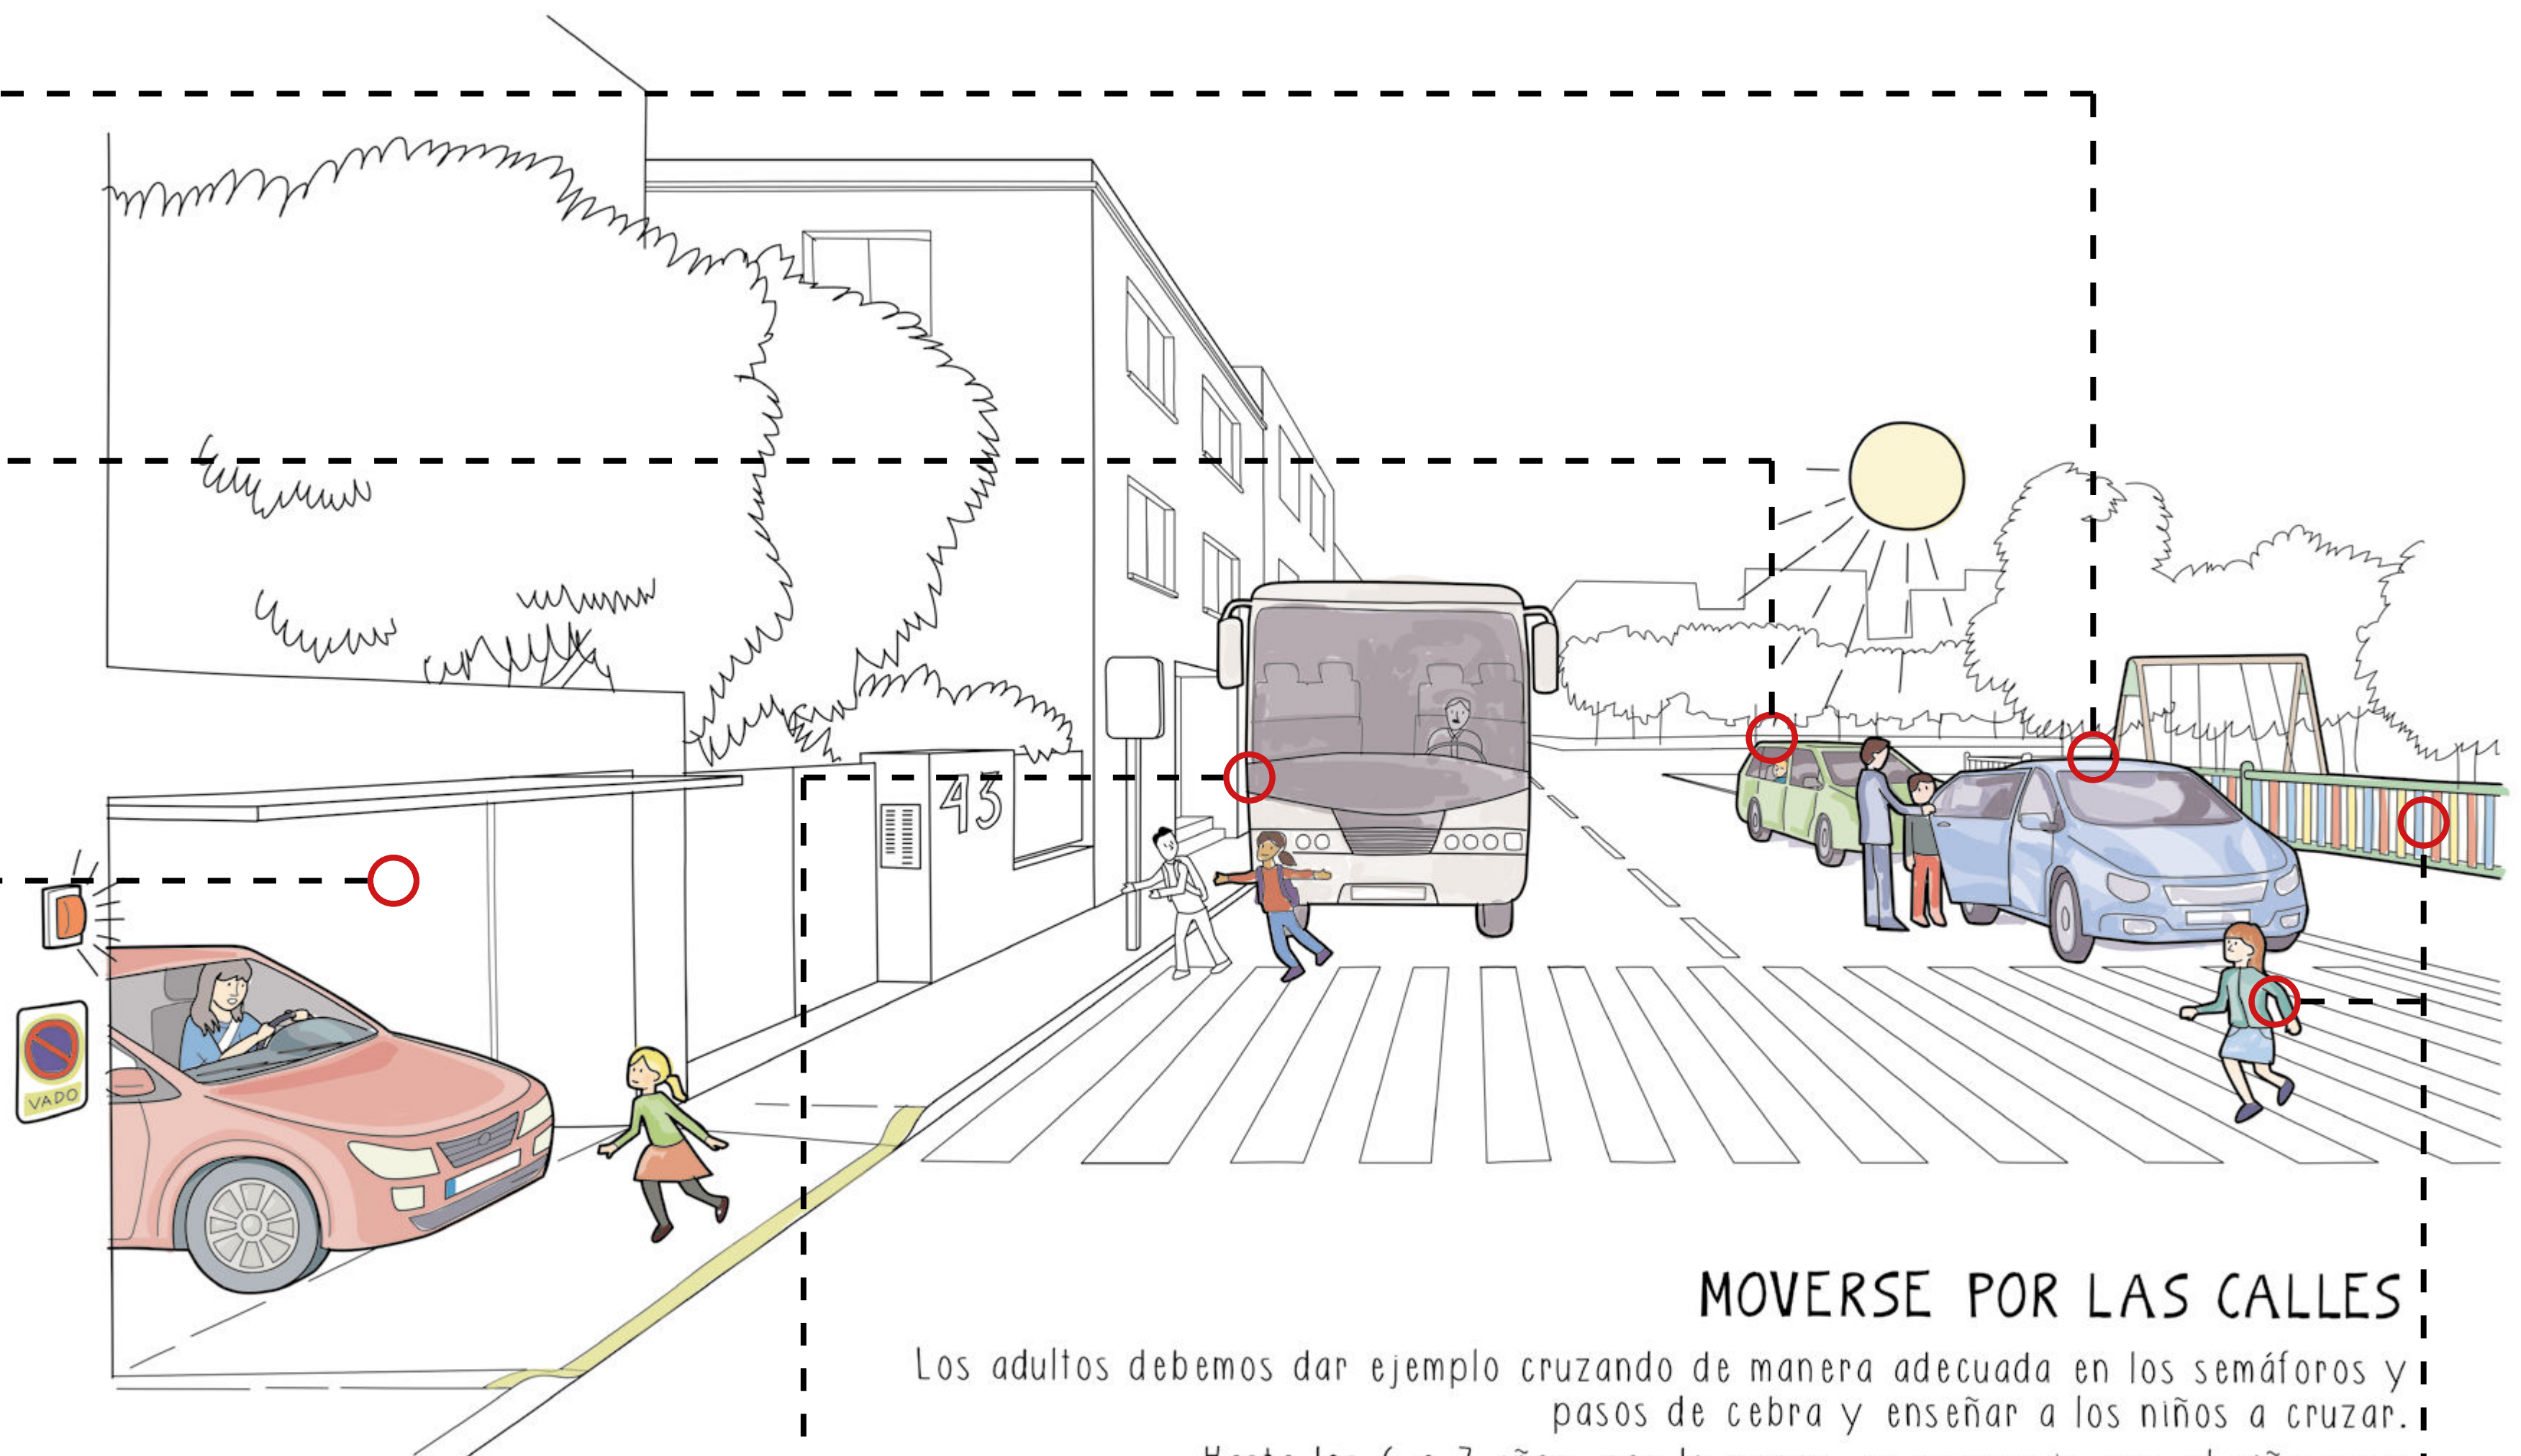 43
VADO
MOVERSE POR LAS CALLES
Los adultos debemos dar ejemplo cruzando de manera adecuada en los semáforos y
pasos de cebra y enseñar a los niños a cruzar.